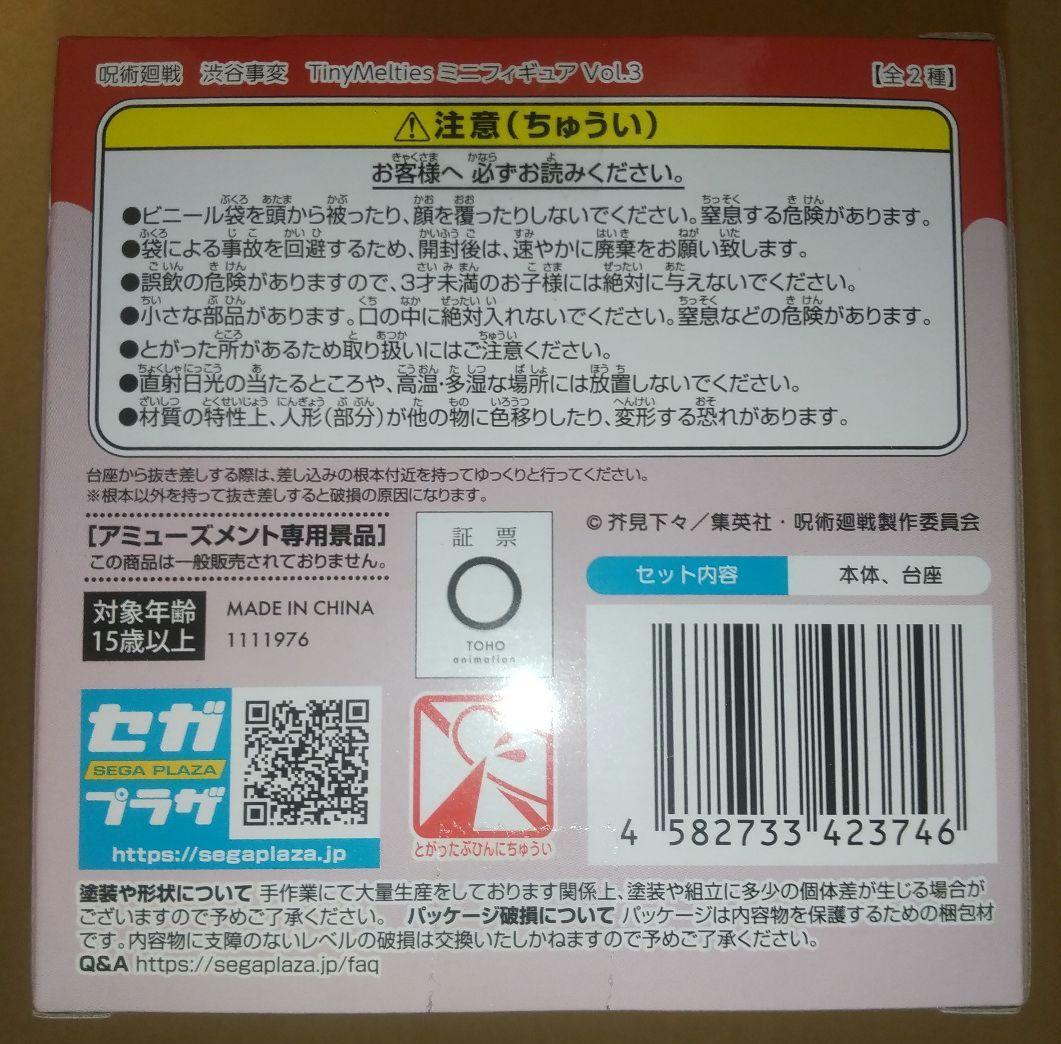 呪術廻戦 渋谷事変 TinyMelties ミニフィギュア Vol.3 【全2種】
⚠注意(ちゅうい)
お客様へ 必ずお読みください。
●ビニール袋を頭から被ったり、顔を覆ったりしないでください。窒息する危険があります。
●袋による事故を回避するため、開封後は、速やかに廃棄をお願い致します。
●誤飲の危険がありますので、3才未満のお子様には絶対に与えないでください。
●小さな部品があります。口の中に絶対入れないでください。窒息などの危険があります。
●とがった所があるため取り扱いにはご注意ください。
●直射日光の当たるところや、高温・多湿な場所には放置しないでください。
●材質の特性上、人形(部分)が他の物に色移りしたり、変形する恐れがあります。
台座から抜き差しする際は、差し込みの根本付近を持ってゆっくりと行ってください。
※根本以外を持って抜き差しすると破損の原因になります。
[アミューズメント専用景品]
この商品は一般販売されておりません。
対象年齢
15歳以上
MADE IN CHINA
1111976
証票
TOHO
animation
©芥見下々/集英社・呪術廻戦製作委員会
セット内容 本体、台座
セガ
SEGA PLAZA
プラザ
https://segaplaza.jp
とがったぶひんにちゅうい
4 582733 423746
塗装や形状について 手作業にて大量生産をしております関係上、塗装や組立に多少の個体差が生じる場合が
ございますので予めご了承ください。 パッケージ破損について パッケージは内容物を保護するための梱包材
です。内容物に支障のないレベルの破損は交換いたしかねますので予めご了承ください。
Q&A https://segaplaza.jp/faq